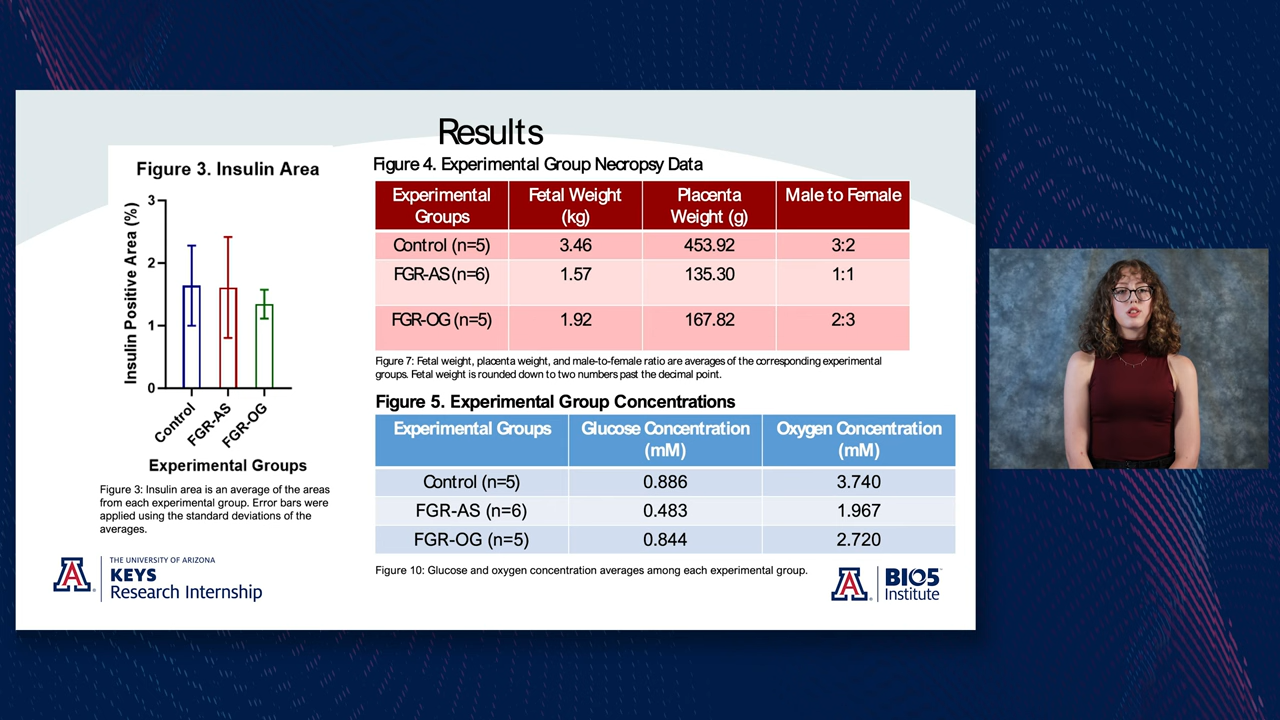 Results
Figure 3. Insulin Area
Insulin Positive Area (%)
3
2
1
0
Control
FGR-AS
FGR-OG
Experimental Groups
Figure 3: Insulin area is an average of the areas
from each experimental group. Error bars were
applied using the standard deviations of the
averages.
Figure 4. Experimental Group Necropsy Data
Experimental Groups Fetal Weight (kg) Placenta Weight (g) Male to Female
Control (n=5) 3.46 453.92 3:2
FGR-AS (n=6) 1.57 135.30 1:1
FGR-OG (n=5) 1.92 167.82 2:3
Figure 7: Fetal weight, placenta weight, and male-to-female ratio are averages of the corresponding experimental
groups. Fetal weight is rounded down to two numbers past the decimal point.
Figure 5. Experimental Group Concentrations
Experimental Groups Glucose Concentration (mM) Oxygen Concentration (mM)
Control (n=5) 0.886 3.740
FGR-AS (n=6) 0.483 1.967
FGR-OG (n=5) 0.844 2.720
Figure 10: Glucose and oxygen concentration averages among each experimental group.
A
THE UNIVERSITY OF ARIZONA
KEYS
Research Internship
A
BIO5
Institute